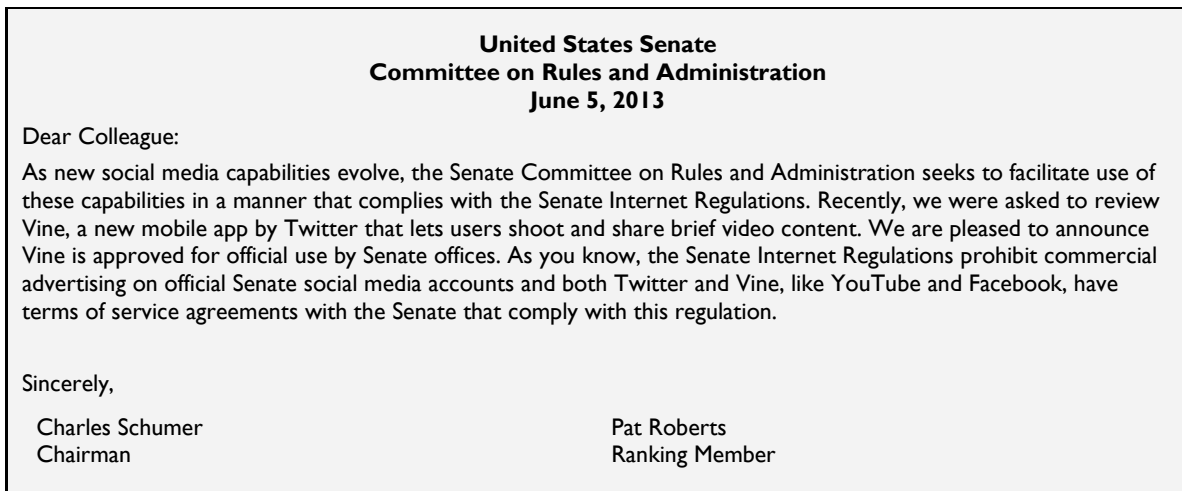 United States Senate
Committee on Rules and Administration
June 5, 2013
Dear Colleague:
As new social media capabilities evolve, the Senate Committee on Rules and Administration seeks to facilitate use of
these capabilities in a manner that complies with the Senate Internet Regulations. Recently, we were asked to review
Vine, a new mobile app by Twitter that lets users shoot and share brief video content. We are pleased to announce
Vine is approved for official use by Senate offices. As you know, the Senate Internet Regulations prohibit commercial
advertising on official Senate social media accounts and both Twitter and Vine, like YouTube and Facebook, have
terms of service agreements with the Senate that comply with this regulation.
Sincerely,
Charles Schumer Pat Roberts
Chairman Ranking Member